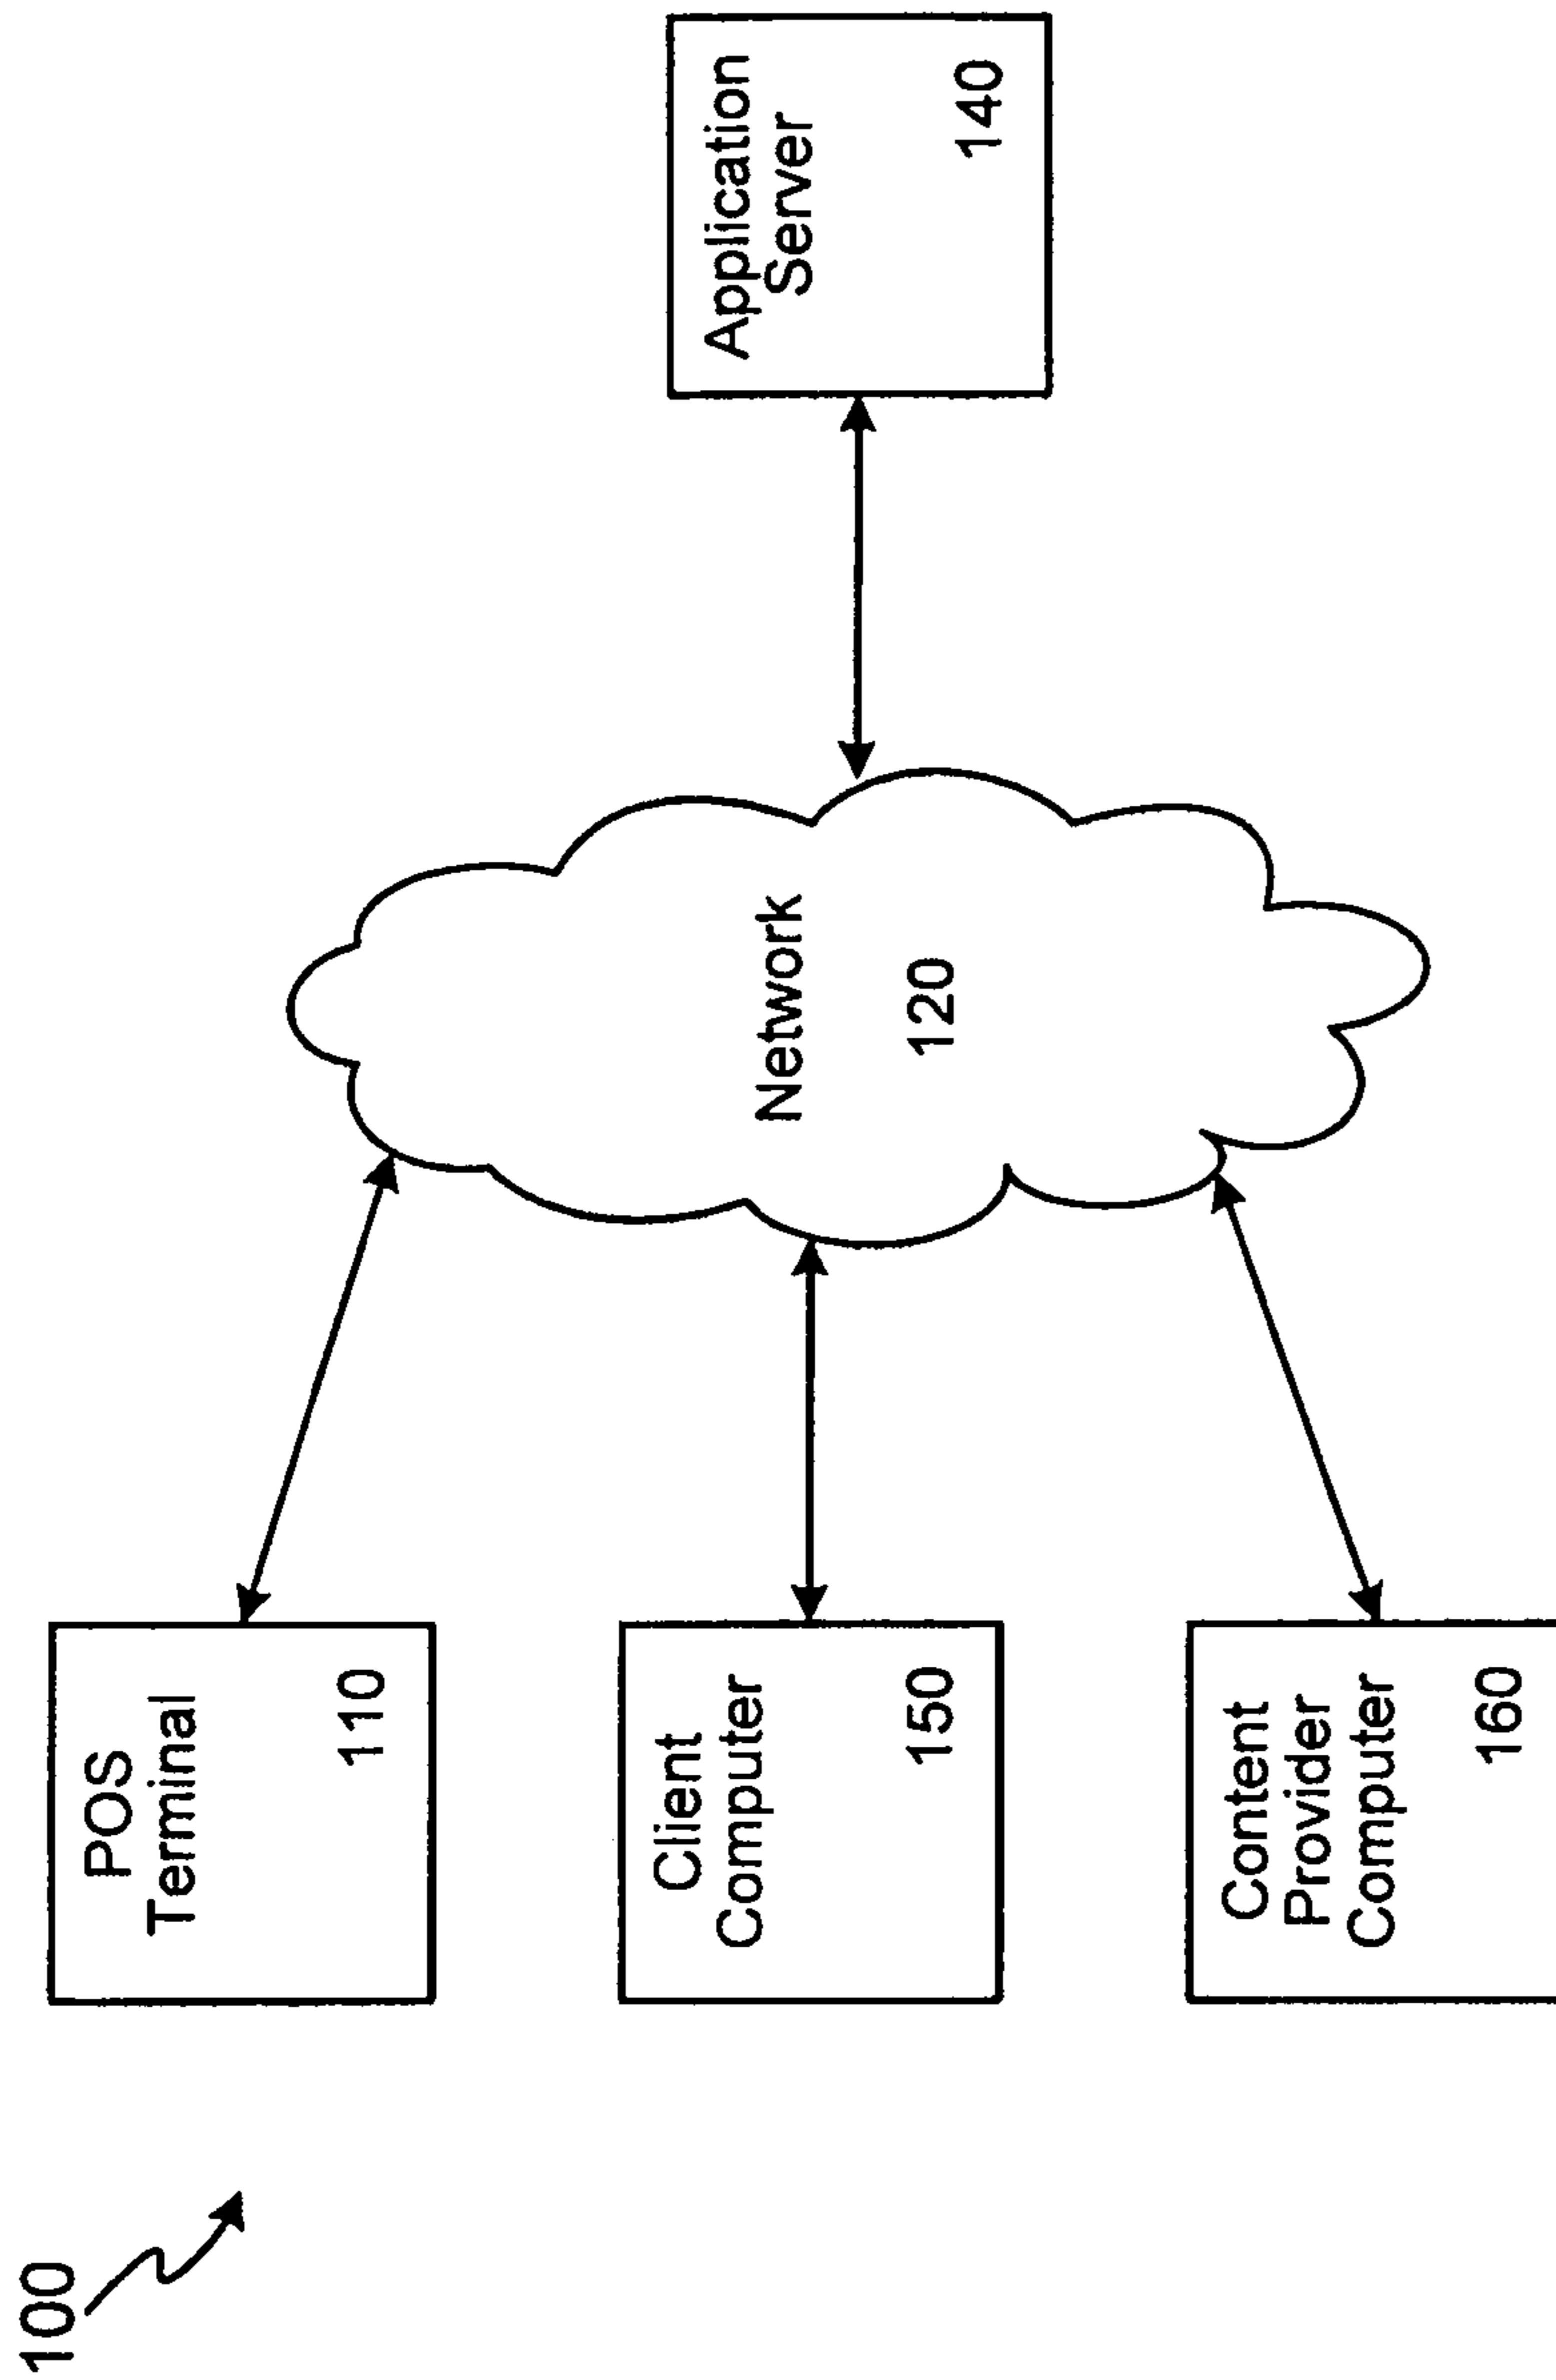 100
POS
Terminal
110
Client
Computer
150
Content
Provider
Computer
160
Network
120
Application
Server
140